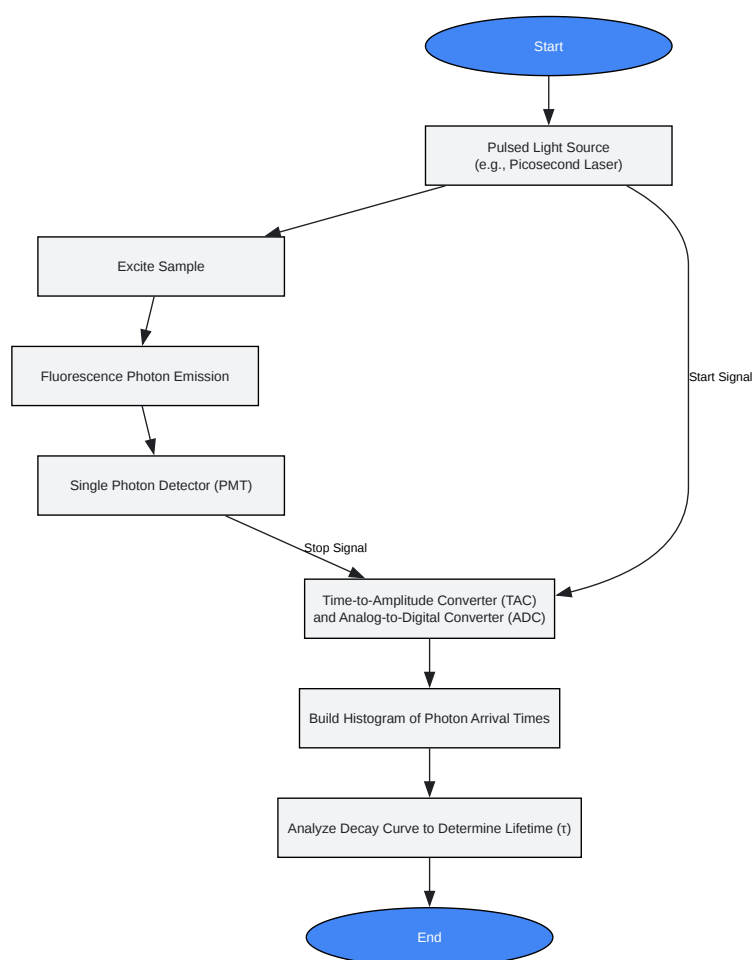 Start
Pulsed Light Source
(e.g., Picosecond Laser)
Excite Sample
Fluorescence Photon Emission
Start Signal
Single Photon Detector (PMT)
Stop Signal
Time-to-Amplitude Converter (TAC)
and Analog-to-Digital Converter (ADC)
Build Histogram of Photon Arrival Times
Analyze Decay Curve to Determine Lifetime (τ)
End